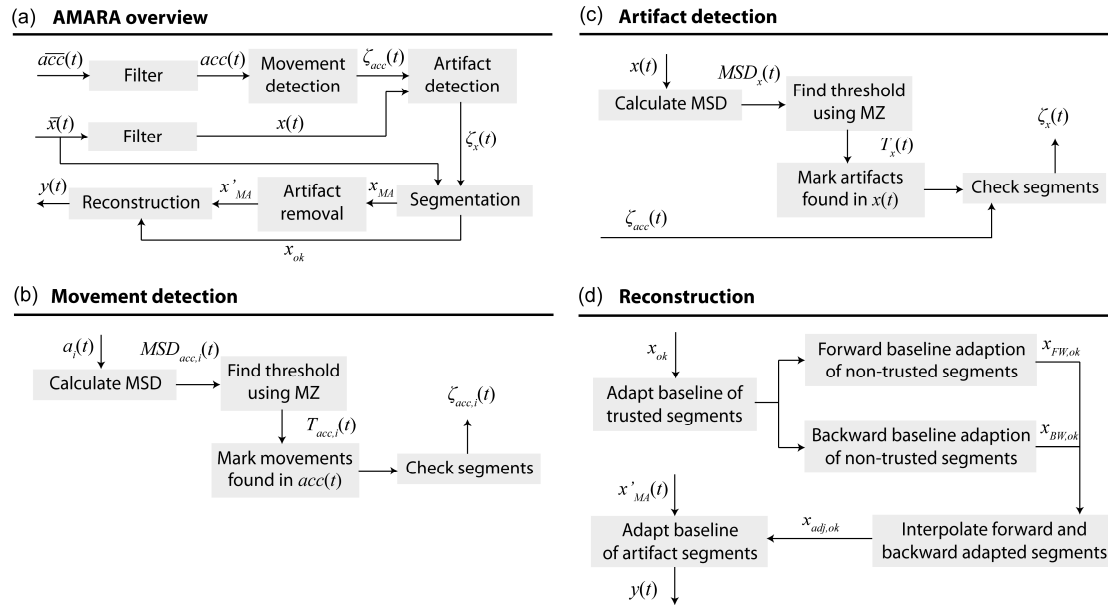 (a) AMARA overview
acc(t)
acc(t)
ζacc(t)
Filter
Movement
detection
Artifact
detection
x(t)
x(t)
Filter
ζx(t)
y(t)
x'MA
xMA
Reconstruction
Artifact
removal
Segmentation
xok
(b) Movement detection
ai(t)
MSDacc,i(t)
Calculate MSD
Find threshold
using MZ
Tacc,i(t)
ζacc,i(t)
Mark movements
found in acc(t)
Check segments
(c) Artifact detection
x(t)
MSDx(t)
Calculate MSD
Find threshold
using MZ
Tx(t)
ζx(t)
Mark artifacts
found in x(t)
Check segments
ζacc(t)
(d) Reconstruction
xok
Adapt baseline of
trusted segments
Forward baseline adaption
of non-trusted segments
xFW,ok
Backward baseline adaption
of non-trusted segments
xBW,ok
x'MA(t)
Adapt baseline
of artifact segments
xadj,ok
Interpolate forward and
backward adapted segments
y(t)